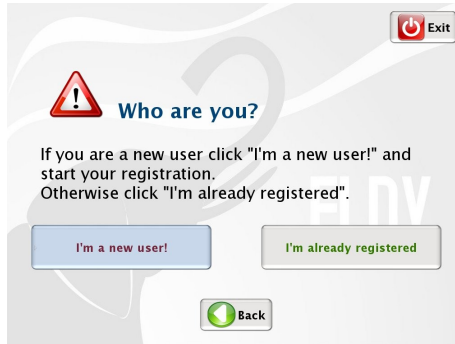 Exit
Who are you?
If you are a new user click "I'm a new user!" and
start your registration.
Otherwise click "I'm already registered".
I'm a new user!
I'm already registered
Back